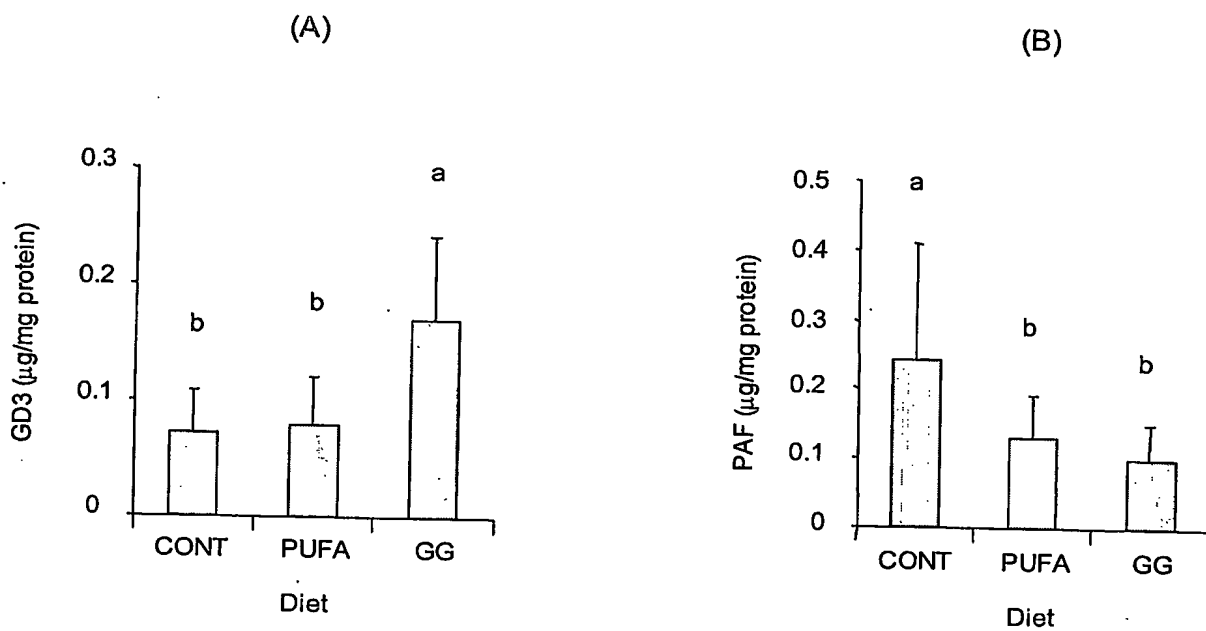 (A)
GD3 (μg/mg protein)
0.3
0.2
0.1
0
b
b
a
CONT PUFA GG
Diet
(B)
PAF (μg/mg protein)
0.5
0.4
0.3
0.2
0.1
0
a
b
b
CONT PUFA GG
Diet